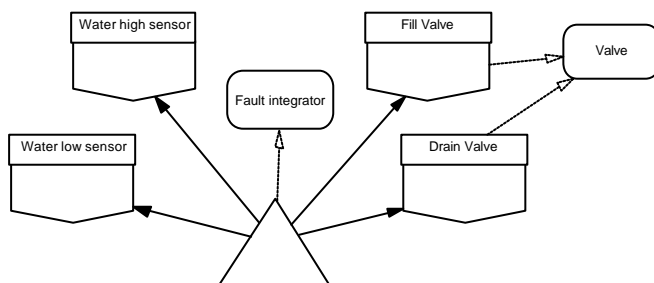 Water high sensor
Fill Valve
Valve
Fault integrator
Water low sensor
Drain Valve